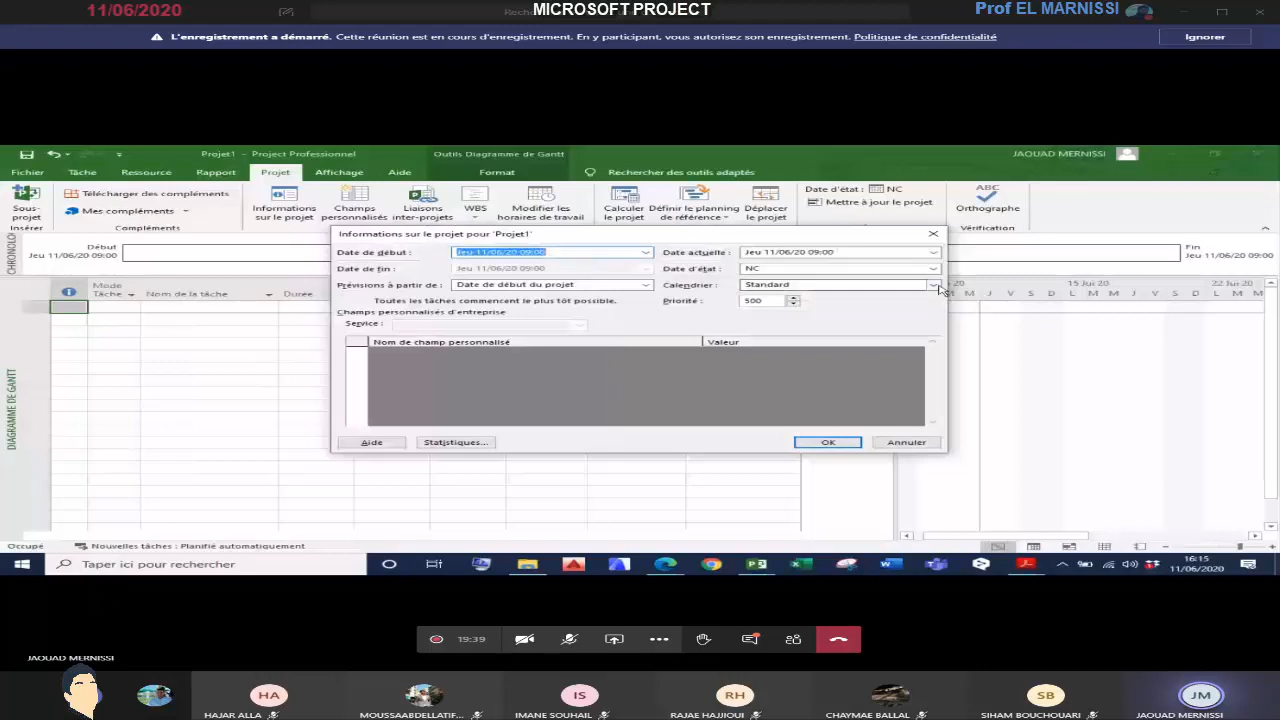 11/06/2020
MICROSOFT PROJECT
Prof EL MARNISSI
L'enregistrement a démarré. Cette réunion est en cours d'enregistrement. En y participant, vous autorisez son enregistrement. Politique de confidentialité
Ignorer
Projet1 - Project Professionnel
Outils Diagramme de Gantt
JAOUAD MERNISSI
Fichier Tâche Ressource Rapport Projet Affichage Aide Format Rechercher des outils adaptés
Sous-projet
Télécharger des compléments
Mes compléments
Informations sur le projet
Champs personnalisés
Liaisons inter-projets
WBS
Modifier les horaires de travail
Calculer le projet
Définir le planning de référence
Déplacer le projet
Date d'état : NC
Mettre à jour le projet
ABC
Orthographe
Insérer
Compléments
Vérification
Informations sur le projet pour 'Projet1'
CHRONOLO
Début
Jeu 11/06/20 09:00
Fin
Jeu 11/06/20 09:00
Date de début : Jeu 11/06/20 09:00
Date actuelle : Jeu 11/06/20 09:00
Date de fin : Jeu 11/06/20 09:00
Date d'état : NC
Prévisions à partir de : Date de début du projet
Calendrier : Standard
Toutes les tâches commencent le plus tôt possible.
Priorité : 500
Champs personnalisés d'entreprise
Service :
Nom de champ personnalisé
Valeur
Aide
Statistiques...
OK
Annuler
Mode Tâche
Nom de la tâche
Durée
15 Jui 20
22 Jui 20
M J V S D L M M J V S D L M
DIAGRAMME DE GANTT
Occupé
Nouvelles tâches : Planifié automatiquement
Taper ici pour rechercher
16:15
11/06/2020
19:39
JAOUAD MERNISSI
HA
IS
RH
SB
JM
HAJAR ALLA
MOUSSAABDELLATIF...
IMANE SOUHAIL
RAJAE HAJJIOUI
CHAYMAE BALLAL
SIHAM BOUCHOUARI
JAOUAD MERNISSI